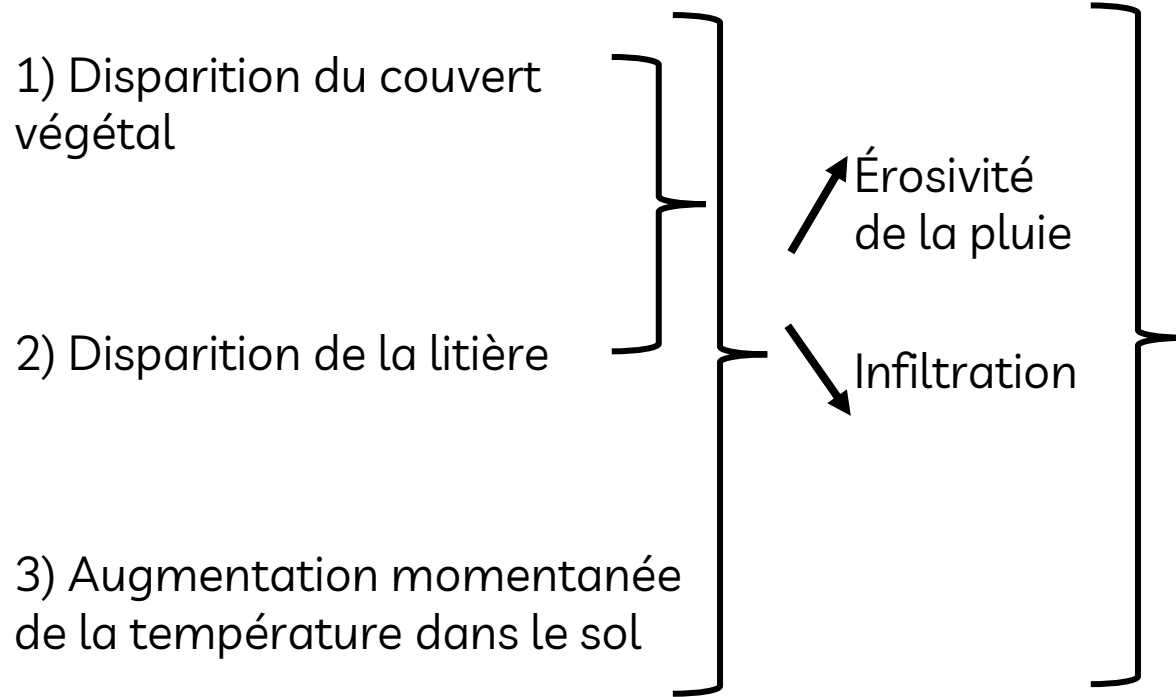 1) Disparition du couvert
végétal
2) Disparition de la litière
3) Augmentation momentanée
de la température dans le sol
Érosivité
de la pluie
Infiltration